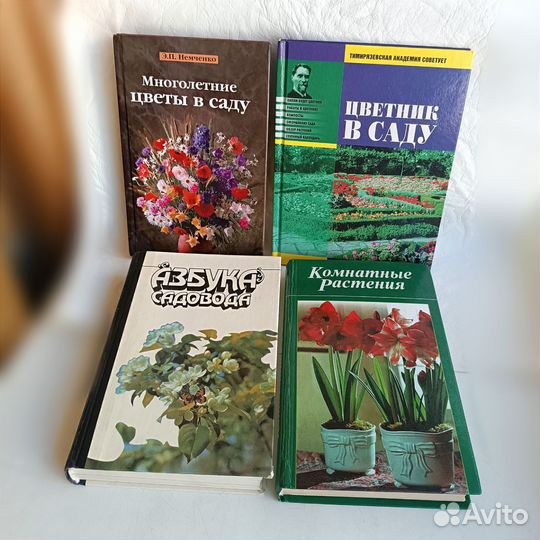 Э.П. Немченко
Многолетние
цветы в саду
ТИМИРЯЗЕВСКАЯ АКАДЕМИЯ СОВЕТУЕТ
ЦВЕТНИК
В САДУ
АЗБУКА
САДОВОДА
Комнатные
Растения
Avito